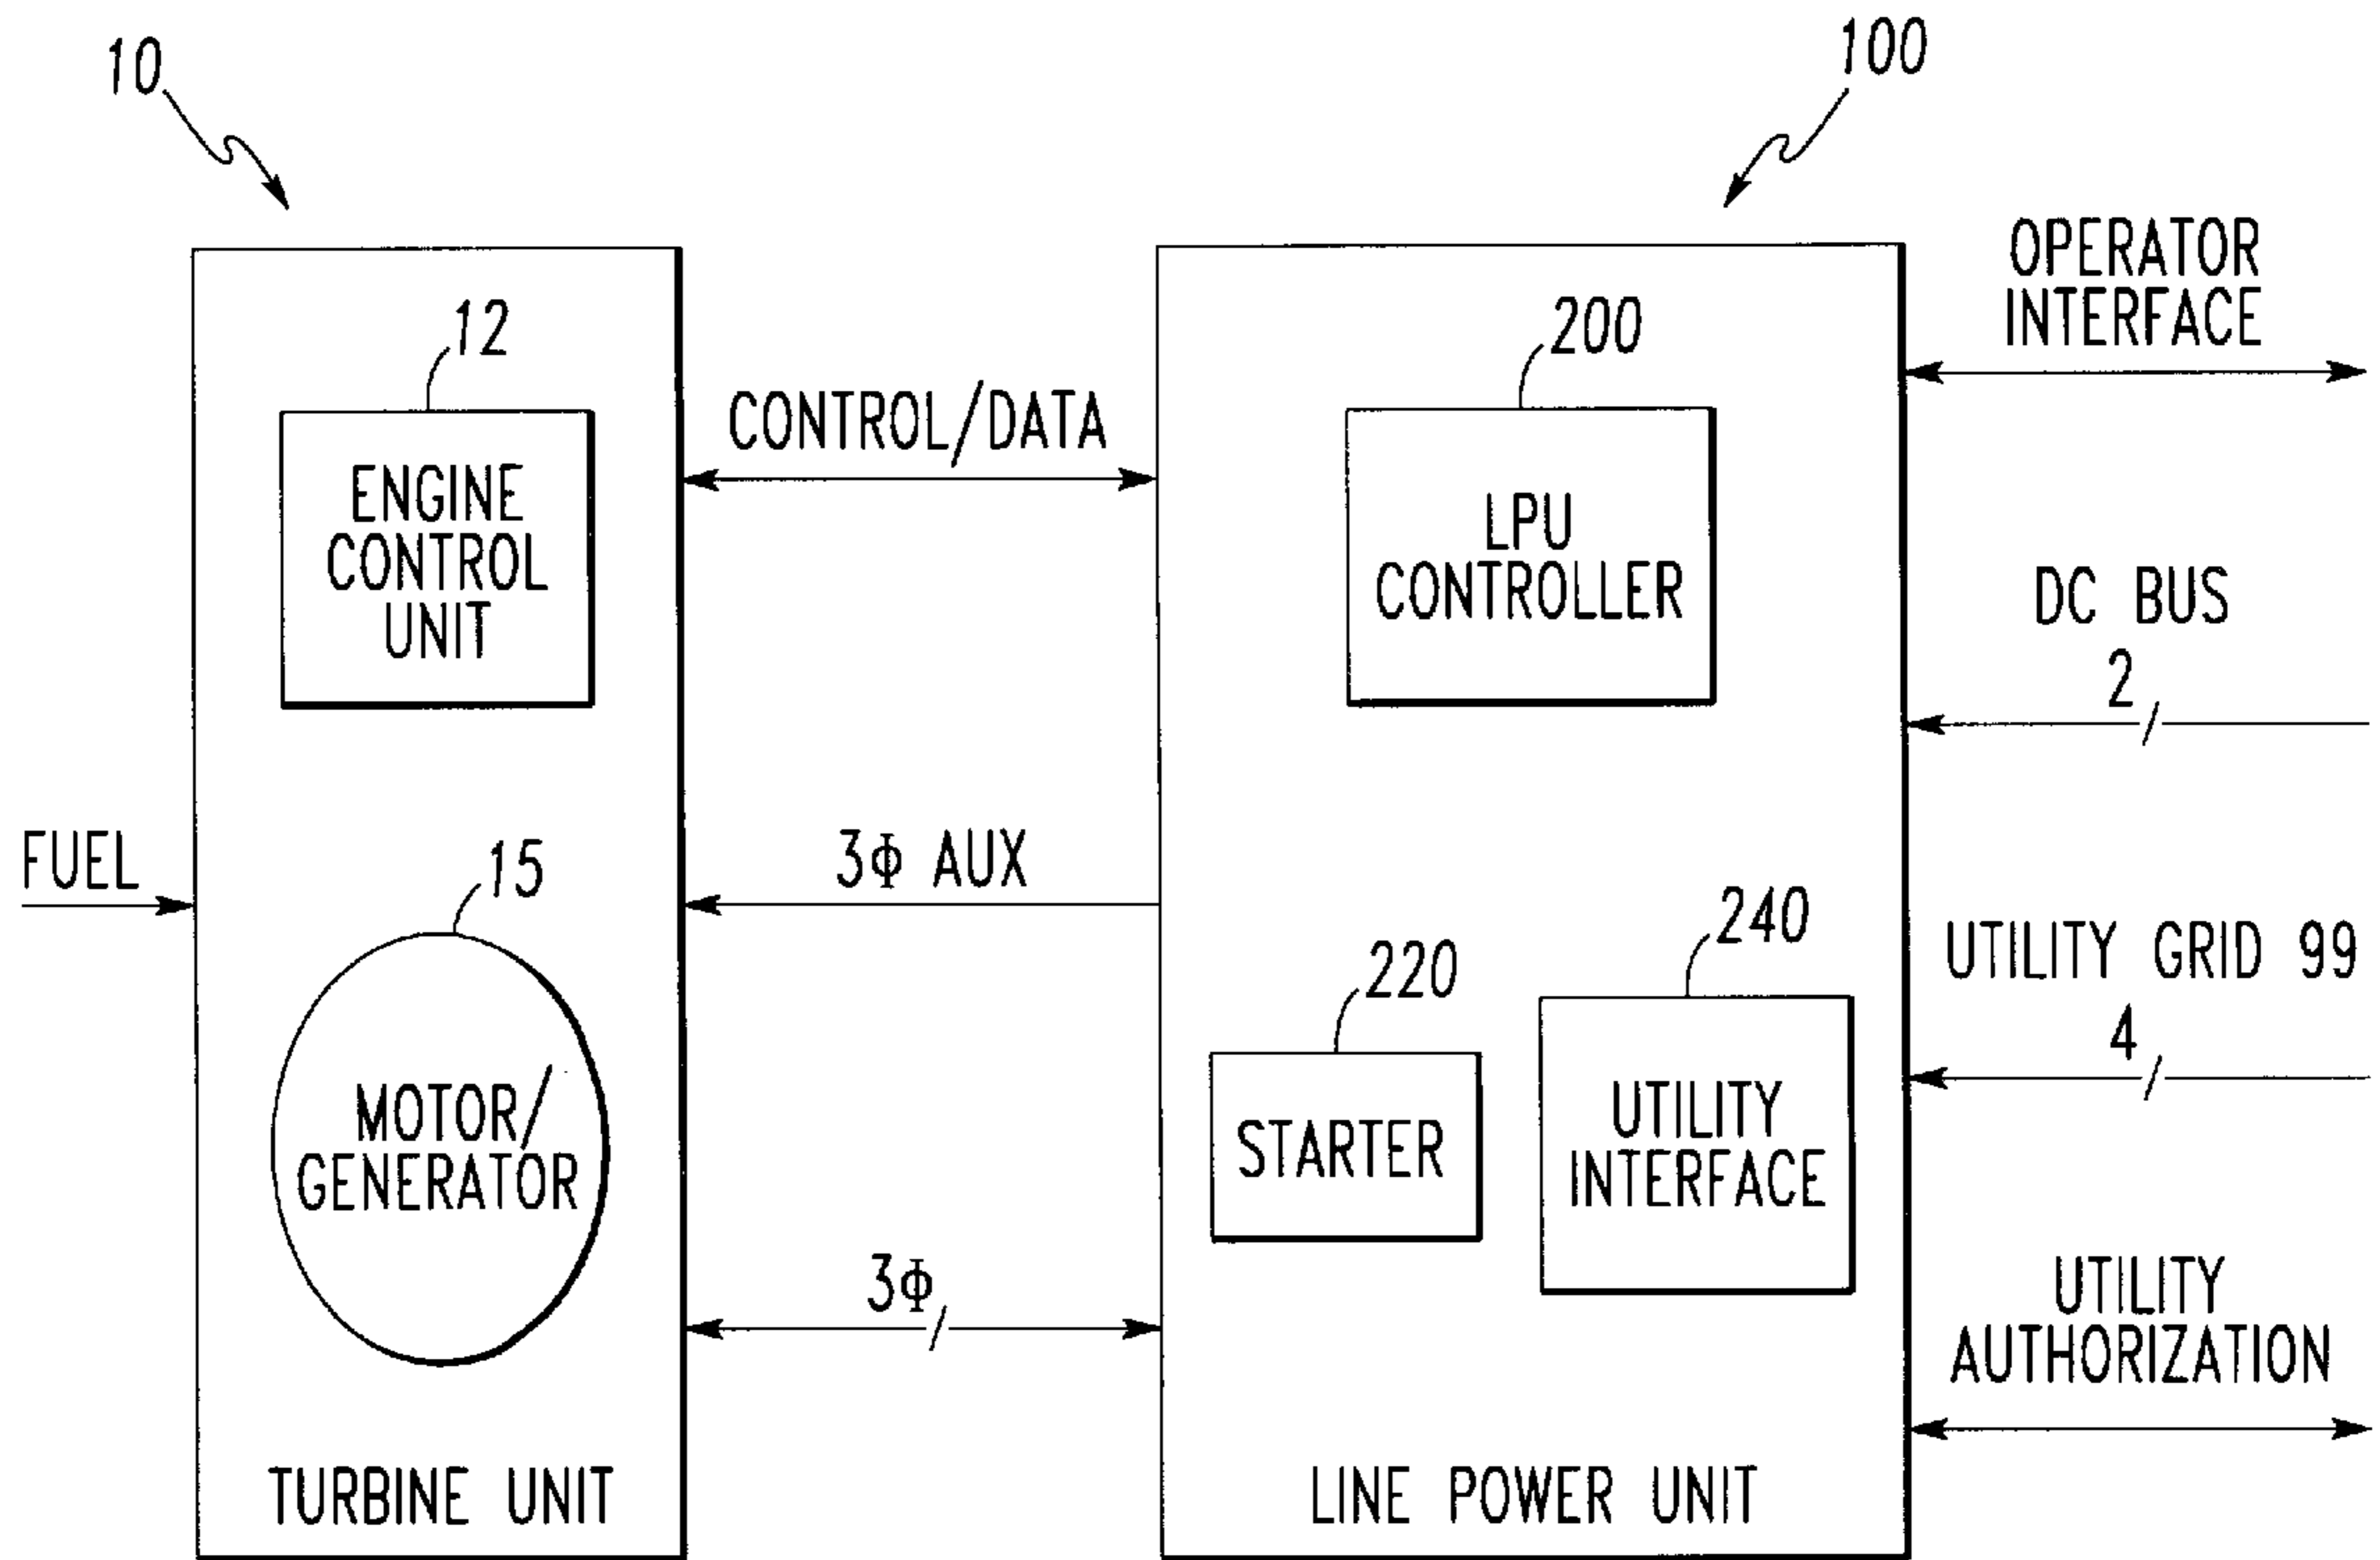 10
100
OPERATOR
INTERFACE
12
200
CONTROL/DATA
ENGINE
CONTROL
UNIT
LPU
CONTROLLER
DC BUS
2
FUEL
15
3Φ AUX
220
240
UTILITY GRID 99
4
MOTOR/
GENERATOR
STARTER
UTILITY
INTERFACE
3Φ
UTILITY
AUTHORIZATION
TURBINE UNIT
LINE POWER UNIT